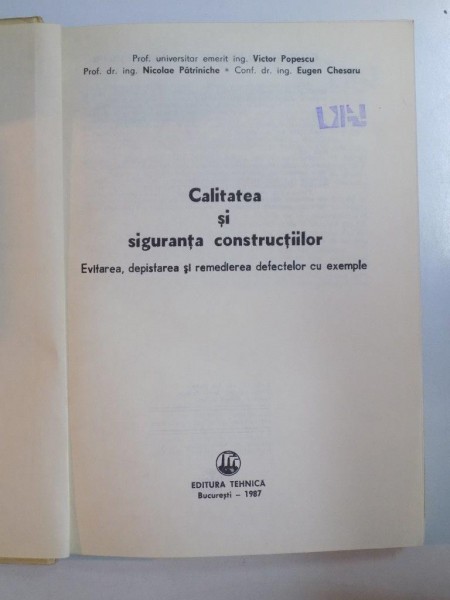 Prof. universitar emerit ing. Victor Popescu
Prof. dr. ing. Nicolae Pătriniche • Conf. dr. ing. Eugen Chesaru
Calitatea
și
siguranța construcțiilor
Evitarea, depistarea și remedierea defectelor cu exemple
EDITURA TEHNICA
București – 1987